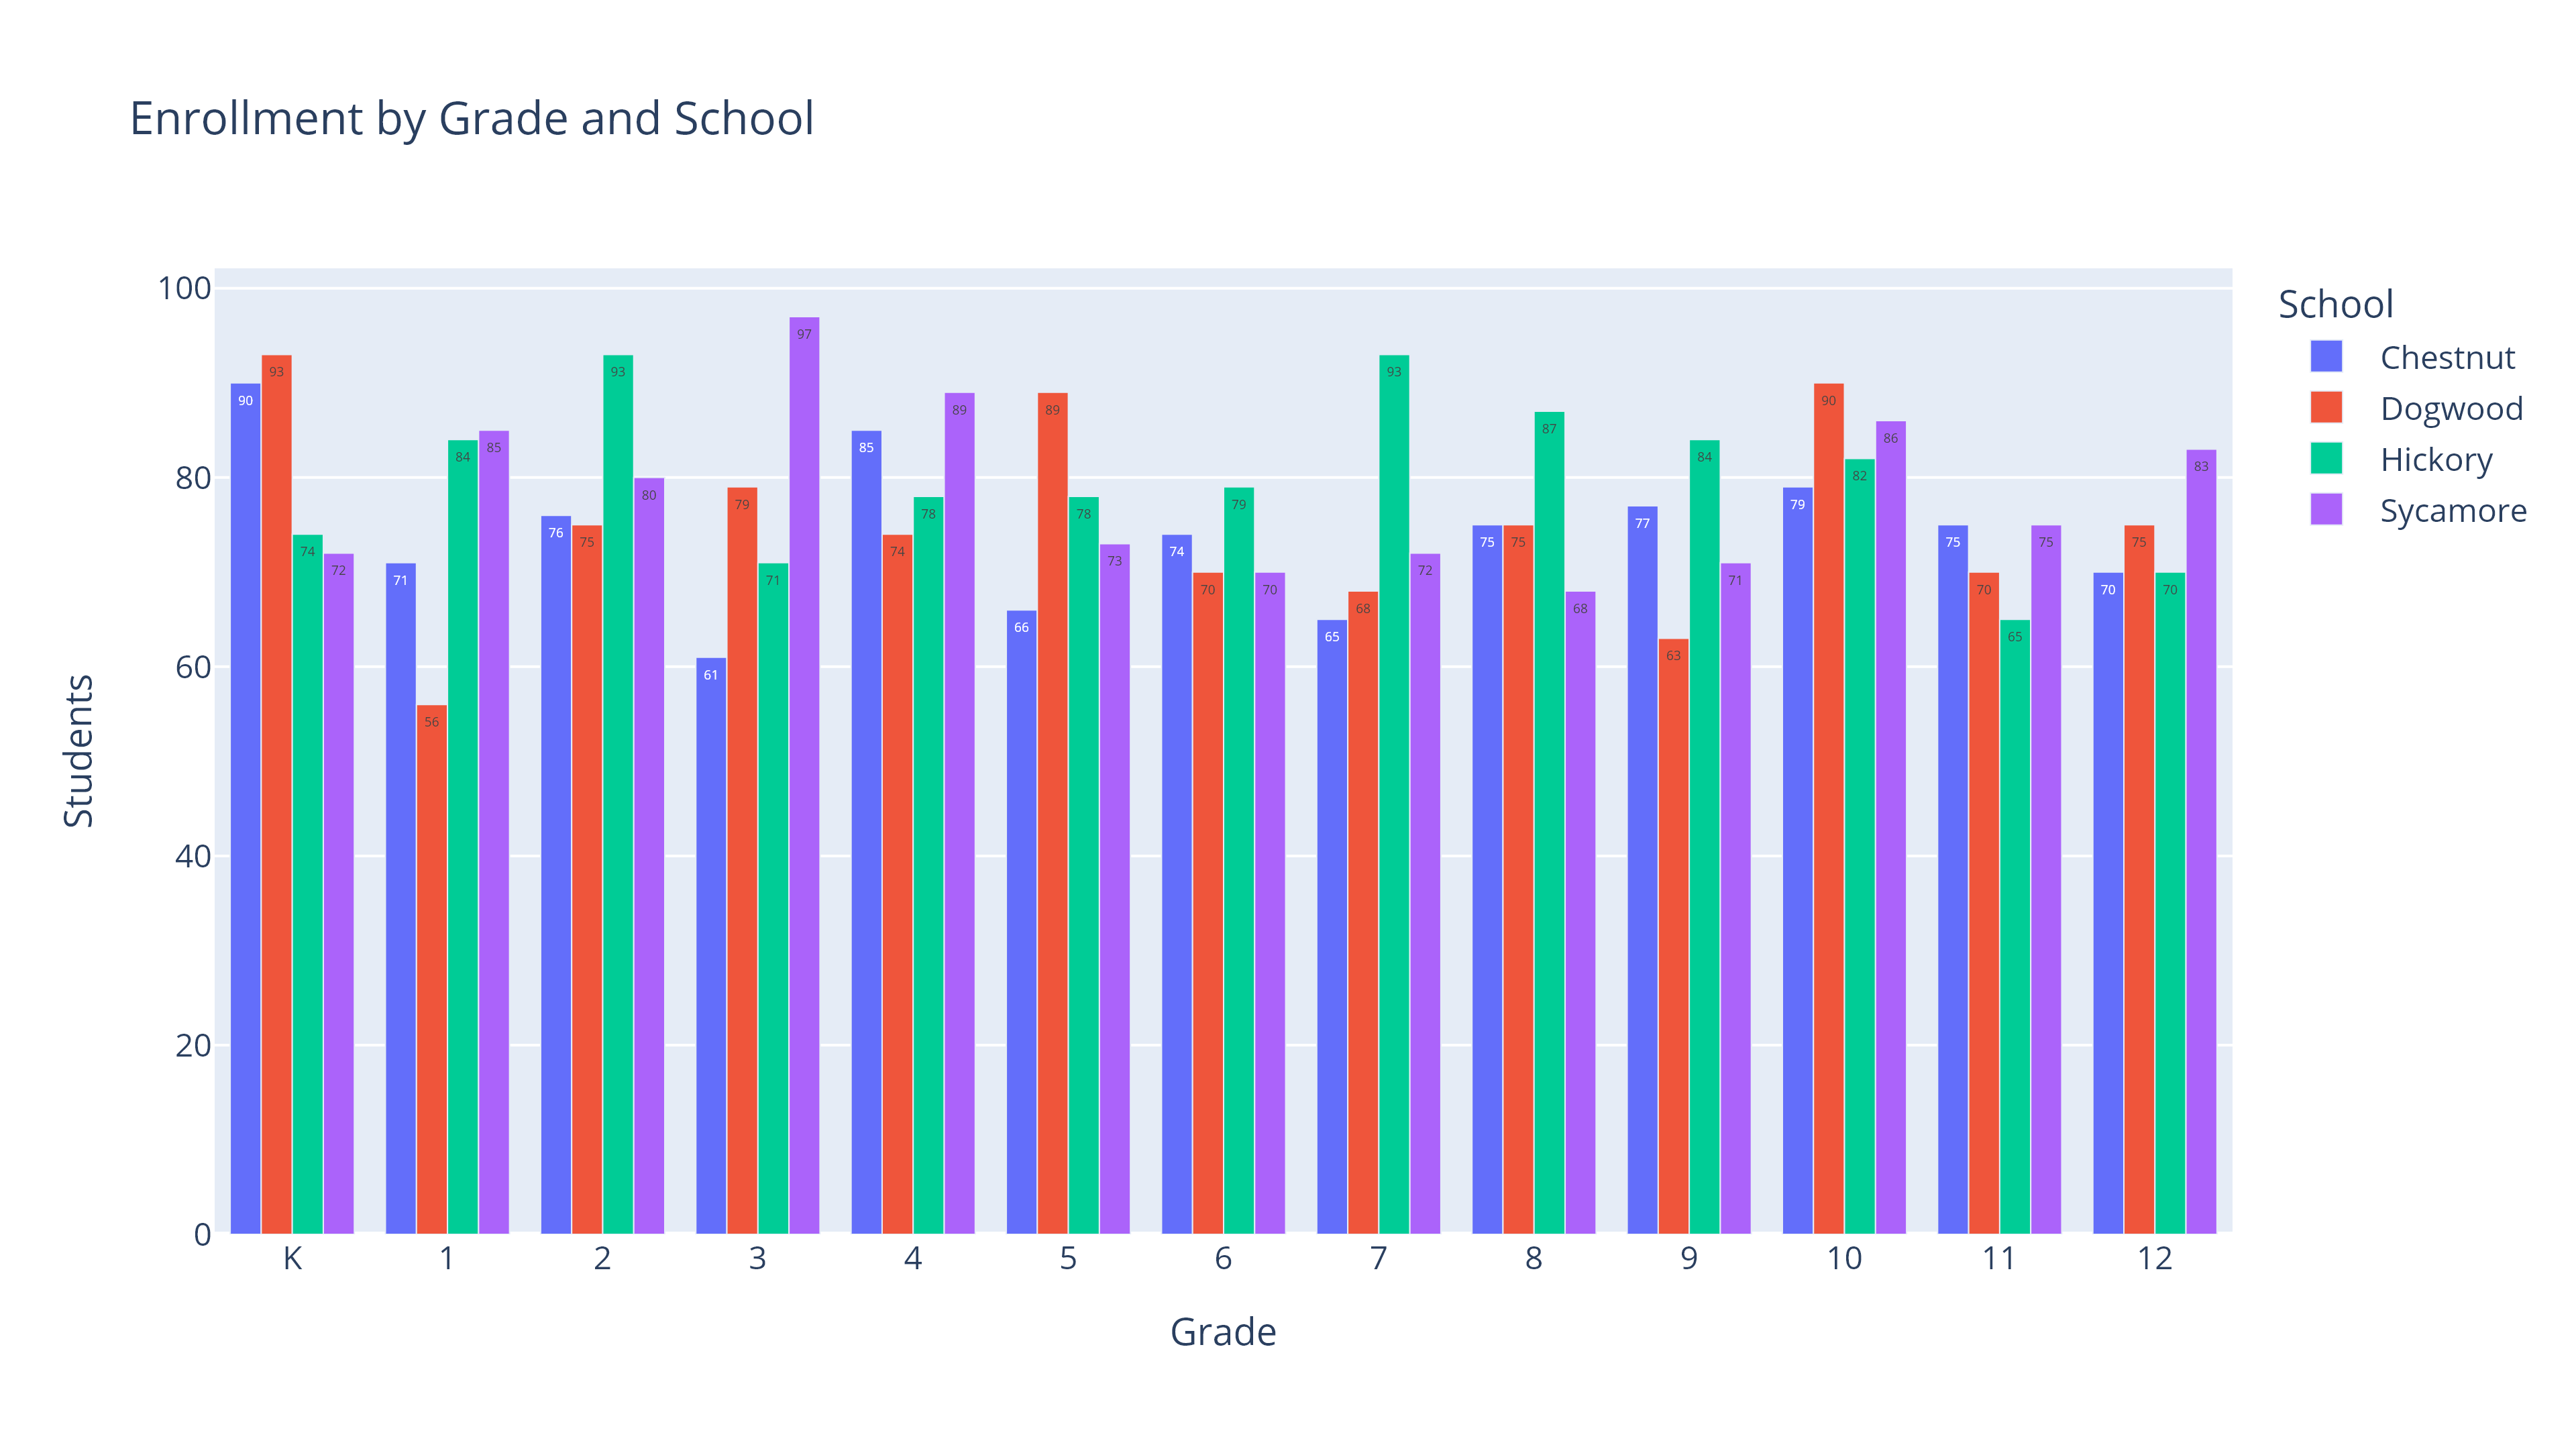 Enrollment by Grade and School
School
Chestnut
Dogwood
Hickory
Sycamore
Students
100
80
60
40
20
0
90 93 74 72
71 56 84 85
76 75 93 80
61 79 71 97
85 74 78 89
66 89 78 73
74 70 79 70
65 68 93 72
75 75 87 68
77 63 84 71
79 90 82 86
75 70 65 75
70 75 70 83
K 1 2 3 4 5 6 7 8 9 10 11 12
Grade